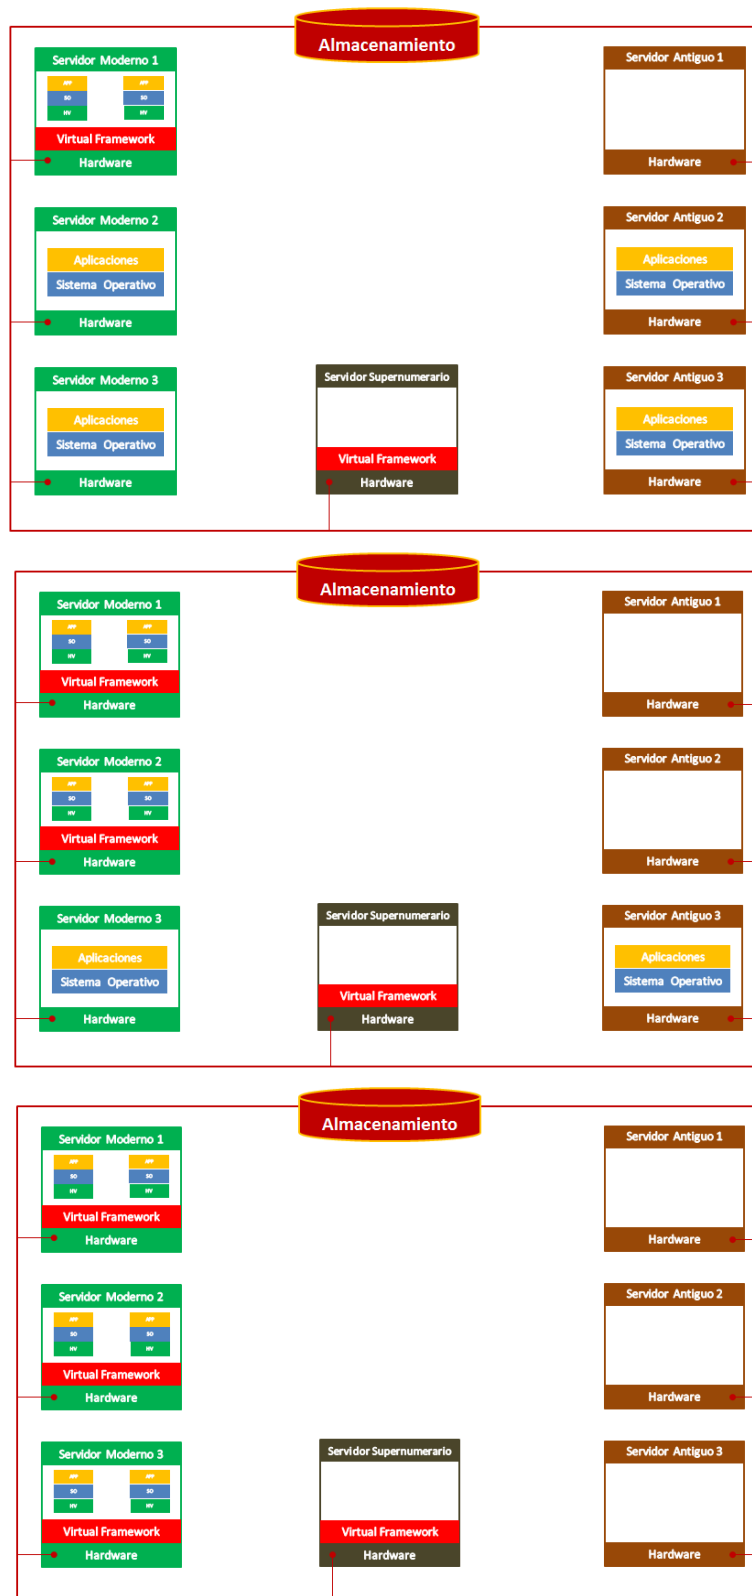 Almacenamiento
Servidor Moderno 1
Servidor Antiguo 1
APP APP
SO SO
HV HV
Virtual Framework
Hardware
Hardware
Servidor Moderno 2
Servidor Antiguo 2
Aplicaciones
Aplicaciones
Sistema Operativo
Sistema Operativo
Hardware
Hardware
Servidor Moderno 3
Servidor Supernumerario
Servidor Antiguo 3
Aplicaciones
Aplicaciones
Sistema Operativo
Sistema Operativo
Virtual Framework
Hardware
Hardware
Hardware
Almacenamiento
Servidor Moderno 1
Servidor Antiguo 1
APP APP
SO SO
HV HV
Virtual Framework
Hardware
Hardware
Servidor Moderno 2
Servidor Antiguo 2
APP APP
SO SO
HV HV
Virtual Framework
Hardware
Hardware
Servidor Moderno 3
Servidor Supernumerario
Servidor Antiguo 3
Aplicaciones
Aplicaciones
Sistema Operativo
Sistema Operativo
Virtual Framework
Hardware
Hardware
Hardware
Almacenamiento
Servidor Moderno 1
Servidor Antiguo 1
APP APP
SO SO
HV HV
Virtual Framework
Hardware
Hardware
Servidor Moderno 2
Servidor Antiguo 2
APP APP
SO SO
HV HV
Virtual Framework
Hardware
Hardware
Servidor Moderno 3
Servidor Supernumerario
Servidor Antiguo 3
APP APP
SO SO
HV HV
Virtual Framework
Virtual Framework
Hardware
Hardware
Hardware